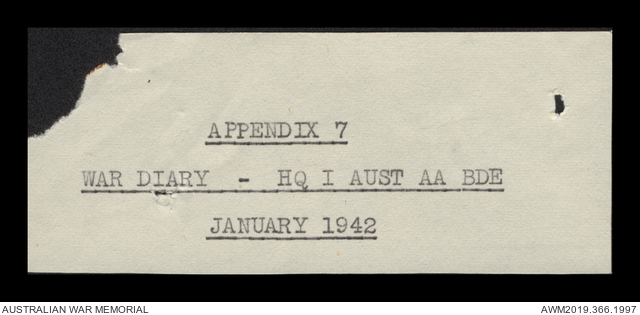 APPENDIX 7
WAR DIARY - HQ I AUST AA BDE
JANUARY 1942
AUSTRALIAN WAR MEMORIAL
AWM2019.366.1997